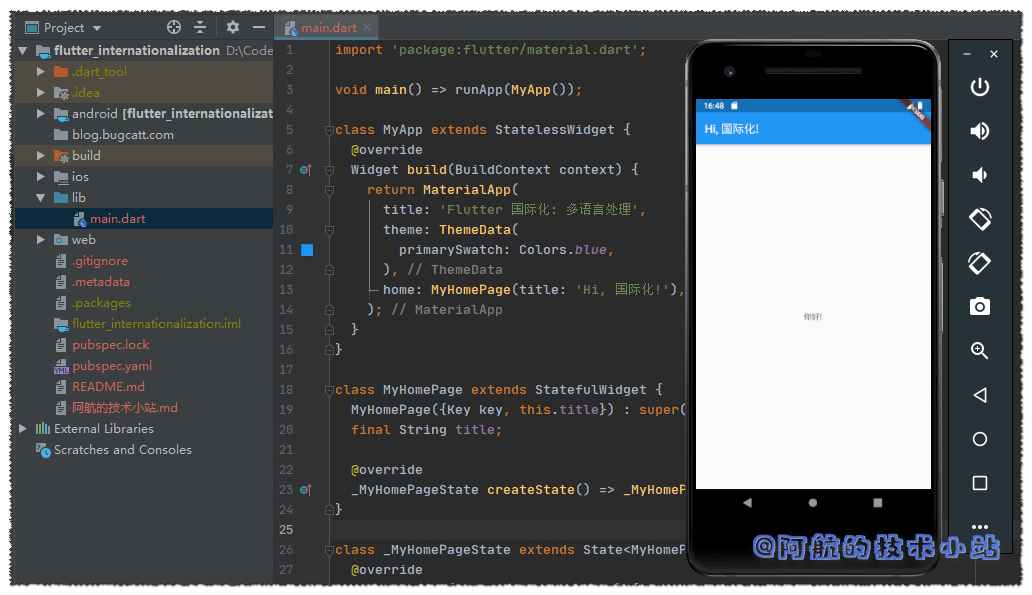 Project
main.dart
flutter_internationalization D:\Code
.dart_tool
.idea
android [flutter_internationalizat
blog.bugcatt.com
build
ios
lib
main.dart
web
.gitignore
.metadata
.packages
flutter_internationalization.iml
pubspec.lock
pubspec.yaml
README.md
阿航的技术小站.md
External Libraries
Scratches and Consoles
1 import 'package:flutter/material.dart';
2
3 void main() => runApp(MyApp());
4
5 class MyApp extends StatelessWidget {
6 @override
7 Widget build(BuildContext context) {
8 return MaterialApp(
9 title: 'Flutter 国际化: 多语言处理',
10 theme: ThemeData(
11 primarySwatch: Colors.blue,
12 ), // ThemeData
13 home: MyHomePage(title: 'Hi, 国际化!'),
14 ); // MaterialApp
15 }
16 }
17
18 class MyHomePage extends StatefulWidget {
19 MyHomePage({Key key, this.title}) : super(
20 final String title;
21
22 @override
23 _MyHomePageState createState() => _MyHomeP
24 }
25
26 class _MyHomePageState extends State<MyHomeP
27 @override
16:48
DEBUG
Hi, 国际化!
你好!
@阿航的技术小站